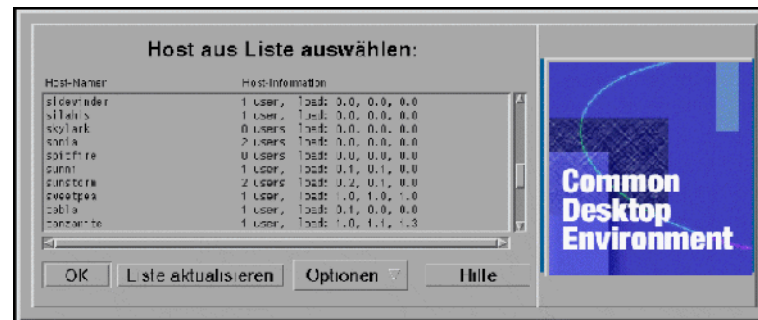 Host aus Liste auswählen:
Host-Namen Host-Information
sidewinder 1 user, load: 0.0, 0.0, 0.0
1 user, load: 0.0, 0.0, 0.0
skylark 0 users load: 0.0, 0.0, 0.0
sonia 2 users load: 0.0, 0.0, 0.0
spitfire 0 users load: 0.0, 0.0, 0.0
sunni 1 user, load: 0.1, 0.1, 0.0
sunstorm 2 users load: 0.2, 0.1, 0.0
sweetpea 1 user, load: 1.0, 1.0, 1.0
1 user, load: 0.1, 0.0, 0.0
1 user, load: 1.0, 1.1, 1.3
OK Liste aktualisieren Optionen Hilfe
Common
Desktop
Environment